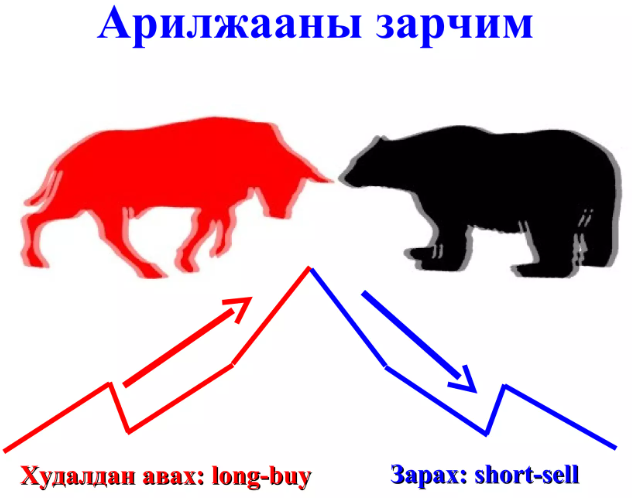 Арилжааны зарчим
Худалдан авах: long-buy
Зарах: short-sell